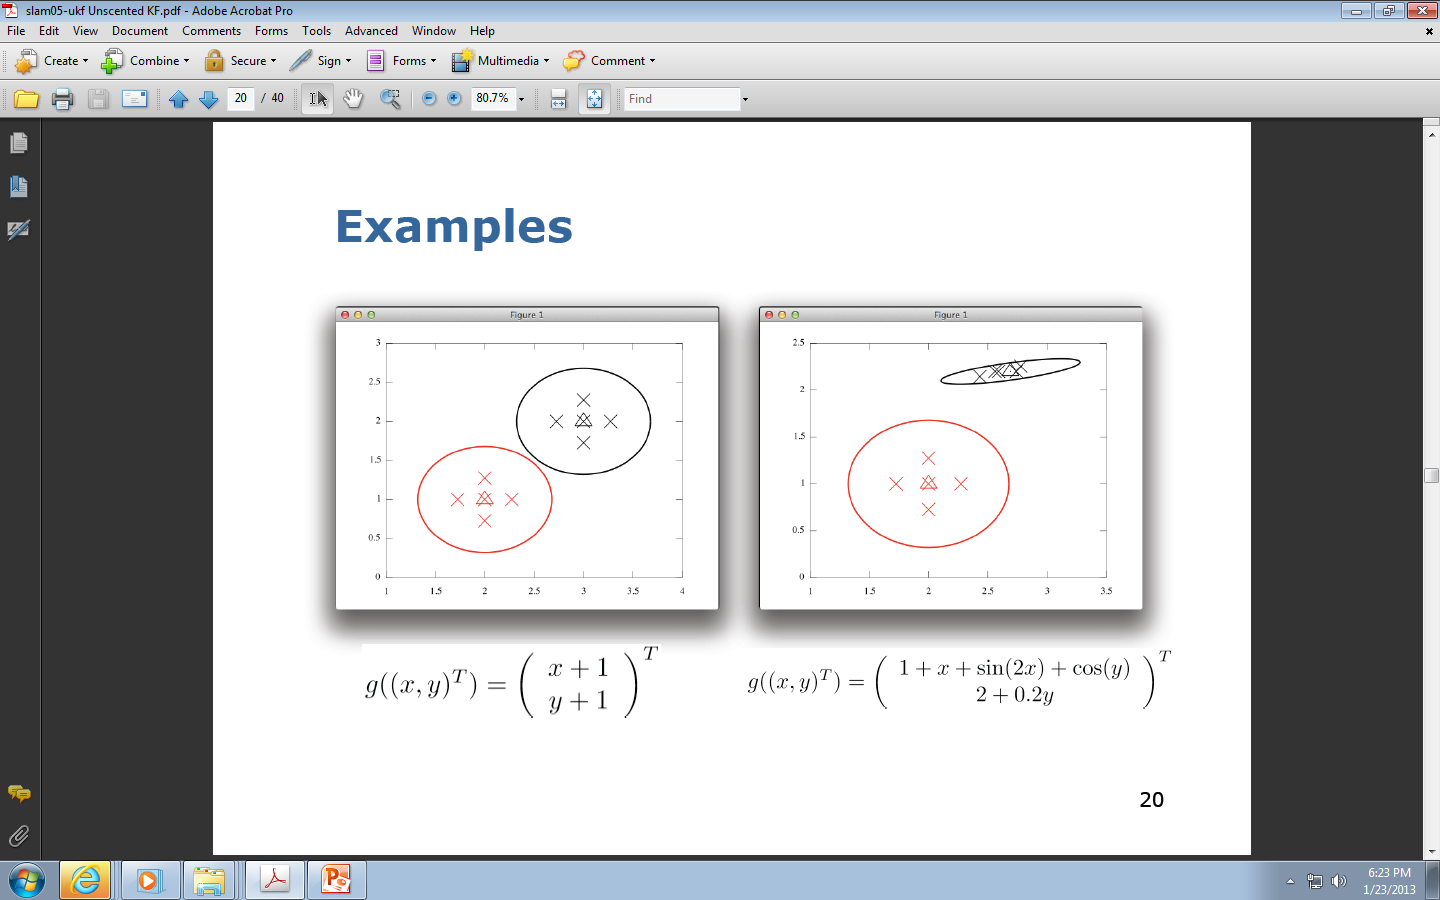 slam05-ukf Unscented KF.pdf - Adobe Acrobat Pro
File Edit View Document Comments Forms Tools Advanced Window Help
Create Combine Secure Sign Forms Multimedia Comment
20 / 40 80.7% Find
Examples
Figure 1
3
2.5
2
1.5
1
0.5
0
1 1.5 2 2.5 3 3.5 4
Figure 1
2.5
2
1.5
1
0.5
0
1 1.5 2 2.5 3 3.5
g((x, y)^T) = ( x + 1
y + 1 )^T
g((x, y)^T) = ( 1 + x + sin(2x) + cos(y)
2 + 0.2y )^T
20
6:23 PM
1/23/2013